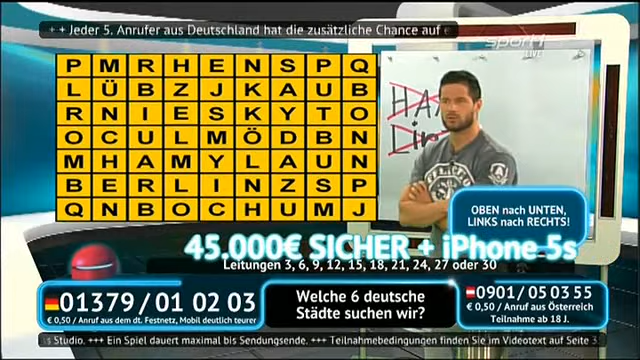 + + Jeder 5. Anrufer aus Deutschland hat die zusätzliche Chance auf
sport1
LIVE
P M R H E N S P Q
L Ü B Z J K A U B
R N I E S K Y T O
O C U L M Ö D B N
M H A M Y L A U N
B E R L I N Z S P
Q N B O C H U M J
HA
Lin
OBEN nach UNTEN,
LINKS nach RECHTS!
45.000€ SICHER + iPhone 5s
Leitungen 3, 6, 9, 12, 15, 18, 21, 24, 27 oder 30
01379/01 02 03
€ 0,50 / Anruf aus dem dt. Festnetz, Mobil deutlich teurer
Welche 6 deutsche
Städte suchen wir?
0901/05 03 55
€ 0,50 / Anruf aus Österreich
Teilnahme ab 18 J.
s Studio. +++ Ein Spiel dauert maximal bis Sendungsende. +++ Teilnahmebedingungen finden Sie im Videotext auf Seite 3